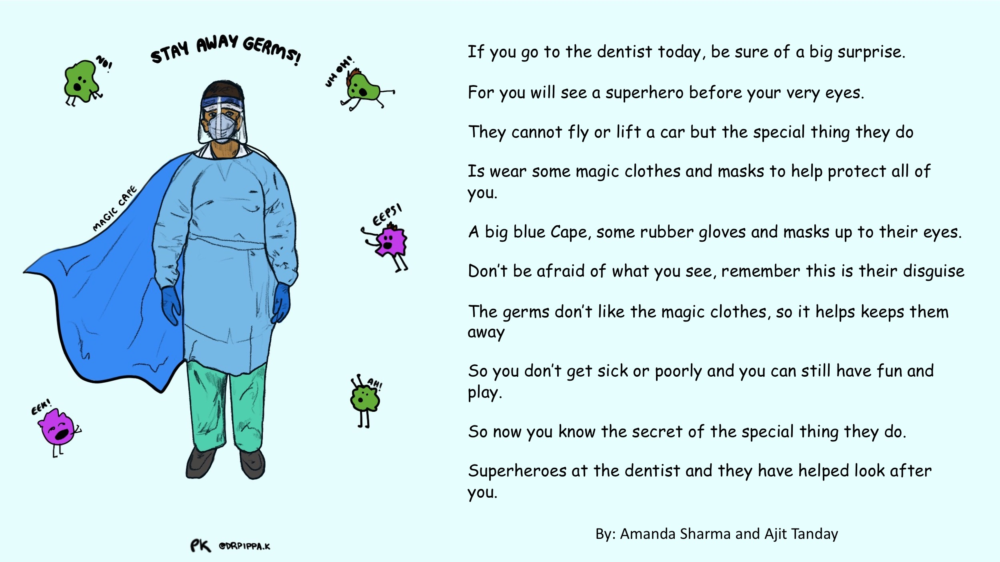 STAY AWAY GERMS!
NO!
UH OH!
MAGIC CAPE
EEPS!
AH!
EEK!
PK @DRPIPPA.K
If you go to the dentist today, be sure of a big surprise.
For you will see a superhero before your very eyes.
They cannot fly or lift a car but the special thing they do
Is wear some magic clothes and masks to help protect all of
you.
A big blue Cape, some rubber gloves and masks up to their eyes.
Don't be afraid of what you see, remember this is their disguise
The germs don't like the magic clothes, so it helps keeps them
away
So you don't get sick or poorly and you can still have fun and
play.
So now you know the secret of the special thing they do.
Superheroes at the dentist and they have helped look after
you.
By: Amanda Sharma and Ajit Tanday